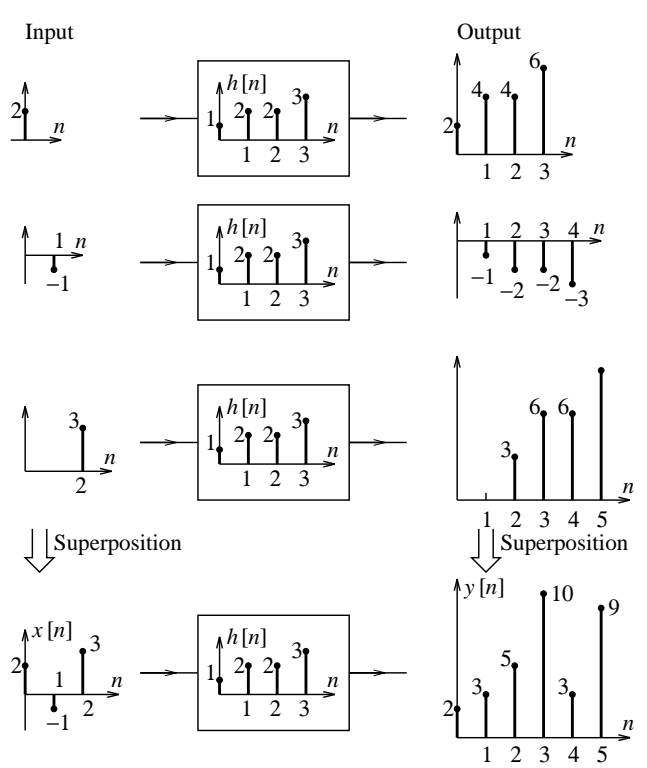 Input Output
2 n h[n] 1 2 2 3 n 1 2 3 2 4 4 6 n 1 2 3
1 n −1 h[n] 1 2 2 3 n 1 2 3 1 2 3 4 n −1 −2 −2 −3
3 n 2 h[n] 1 2 2 3 n 1 2 3 3 6 6 n 1 2 3 4 5
Superposition Superposition
x[n] 2 1 3 n −1 2 h[n] 1 2 2 3 n 1 2 3 y[n] 2 3 5 10 3 9 n 1 2 3 4 5